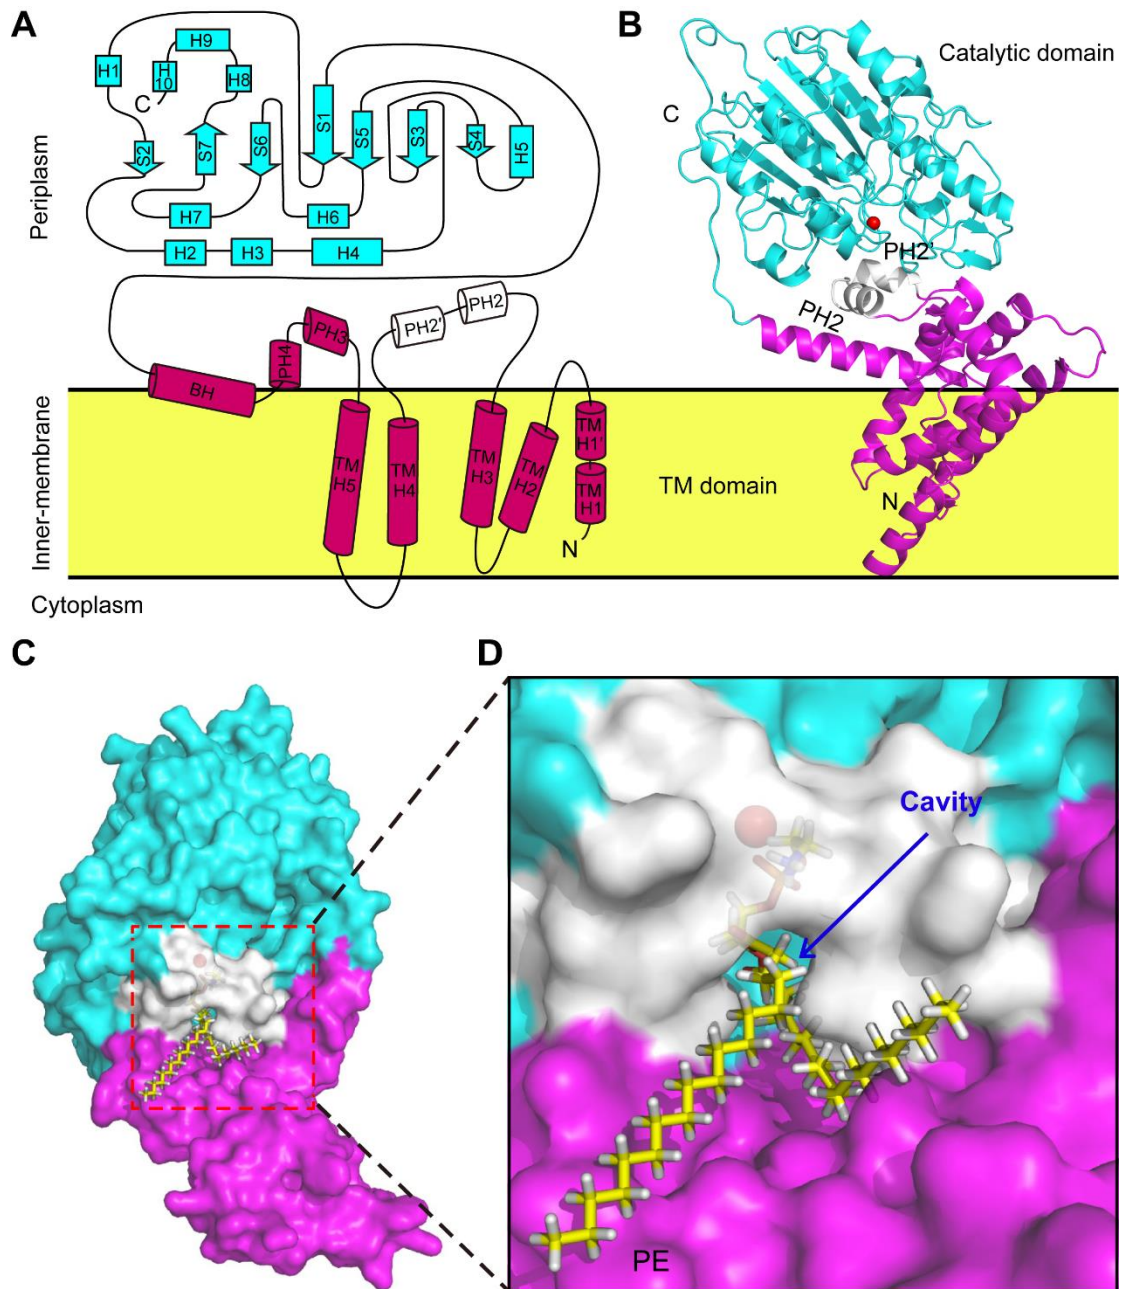 A
B
H9
H1
H
10
H8
C
S2
S7
S6
S1
S5
S3
S4
H5
H7
H6
H2
H3
H4
Periplasm
Catalytic domain
C
PH2'
PH2
PH2
PH2'
PH3
PH4
BH
Inner-membrane
TM
H5
TM
H4
TM
H3
TM
H2
TM
H1'
TM
H1
N
TM domain
N
Cytoplasm
C
D
Cavity
PE